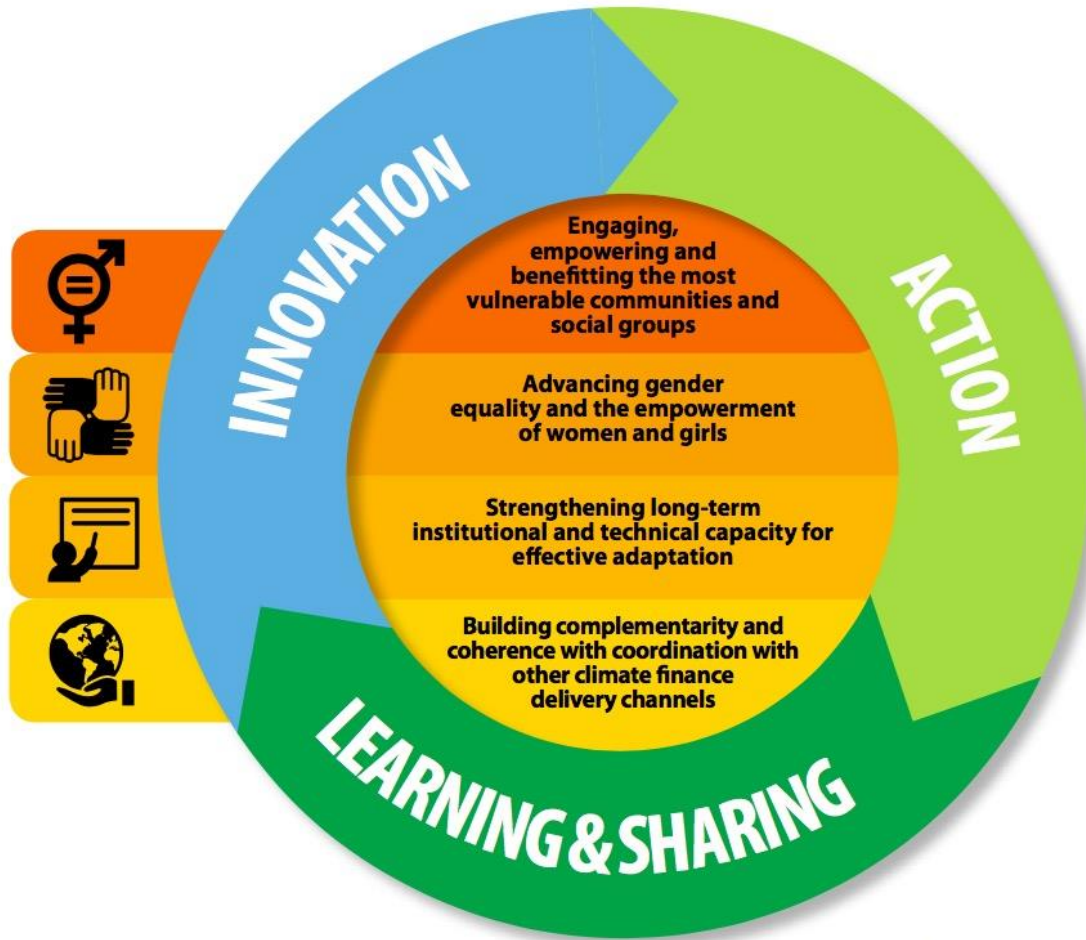 INNOVATION
ACTION
Engaging,
empowering and
benefitting the most
vulnerable communities and
social groups
Advancing gender
equality and the empowerment
of women and girls
Strengthening long-term
institutional and technical capacity for
effective adaptation
Building complementarity and
coherence with coordination with
other climate finance
delivery channels
LEARNING & SHARING